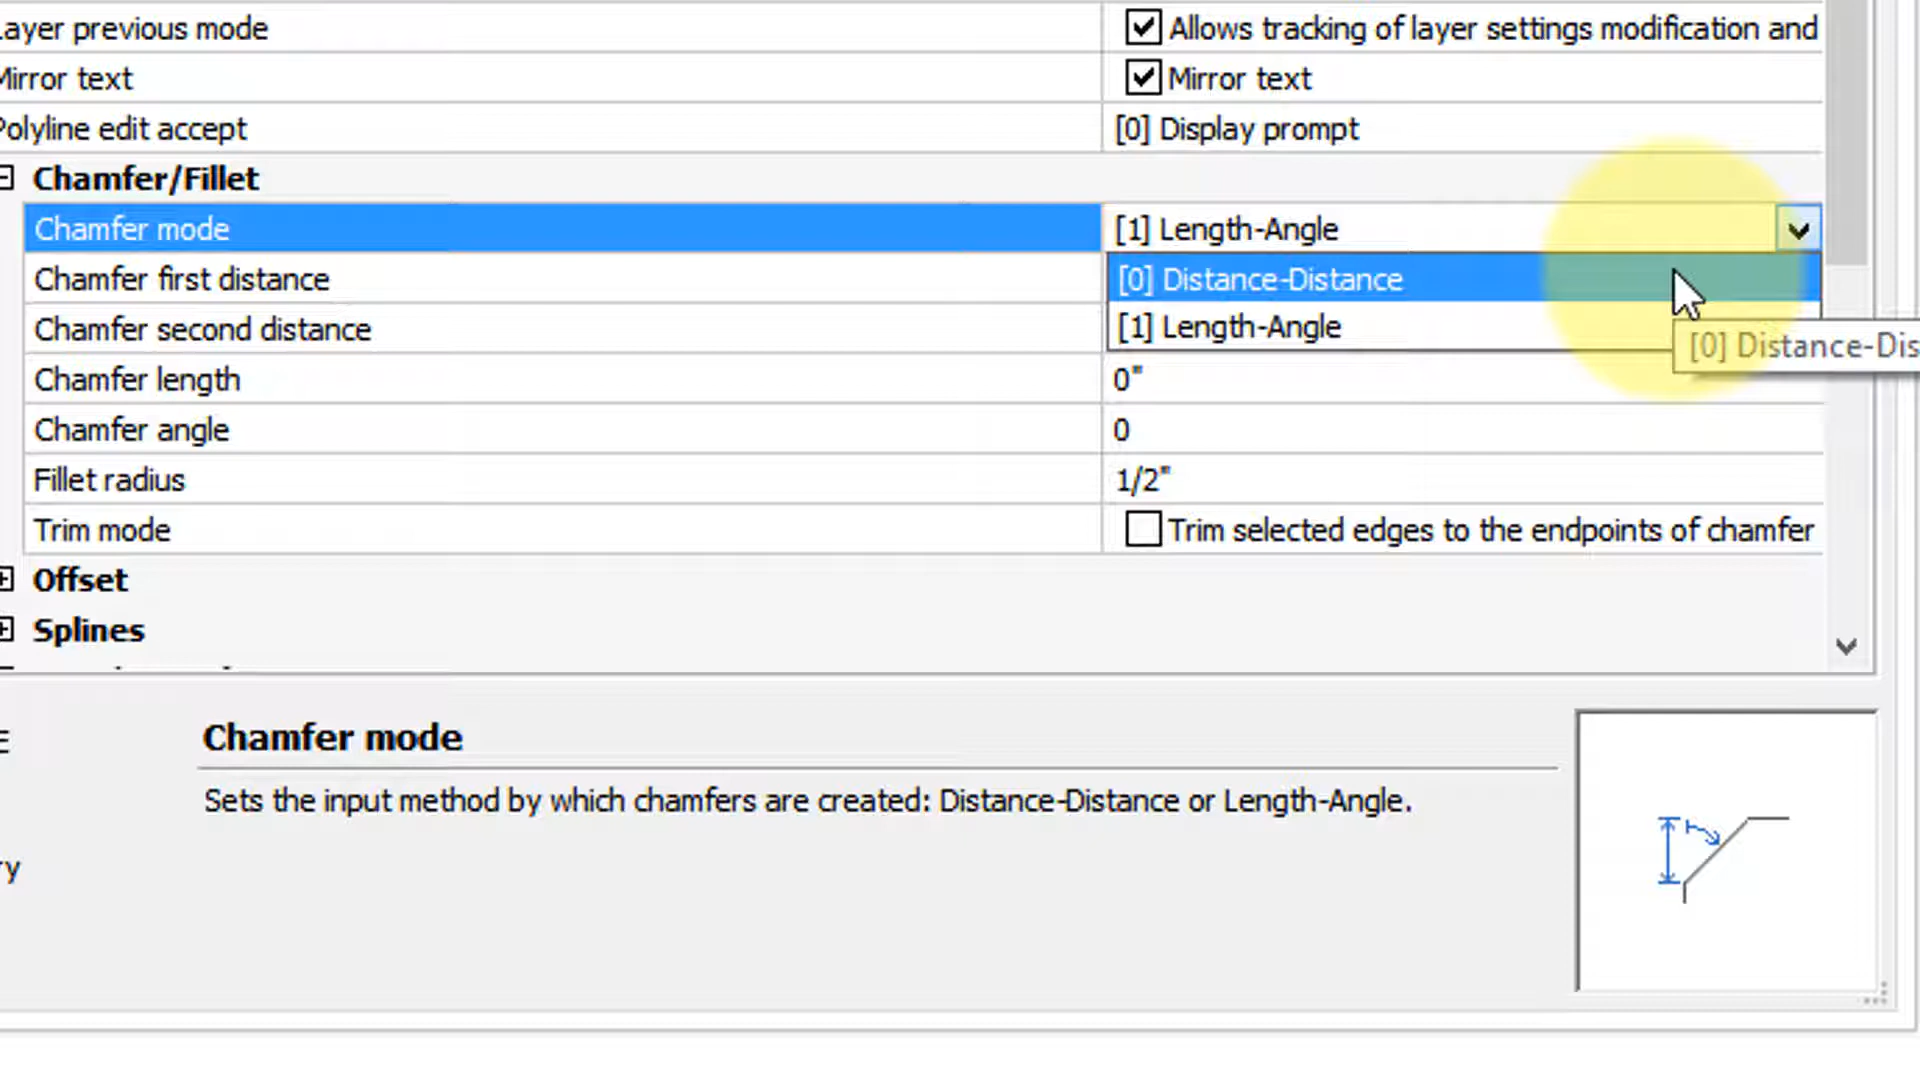 ayer previous mode
Allows tracking of layer settings modification and
Mirror text
Mirror text
Polyline edit accept
[0] Display prompt
Chamfer/Fillet
Chamfer mode
[1] Length-Angle
Chamfer first distance
[0] Distance-Distance
Chamfer second distance
[1] Length-Angle
[0] Distance-Dis
Chamfer length
0"
Chamfer angle
0
Fillet radius
1/2"
Trim mode
Trim selected edges to the endpoints of chamfer
Offset
Splines
E
Chamfer mode
Sets the input method by which chamfers are created: Distance-Distance or Length-Angle.
ry